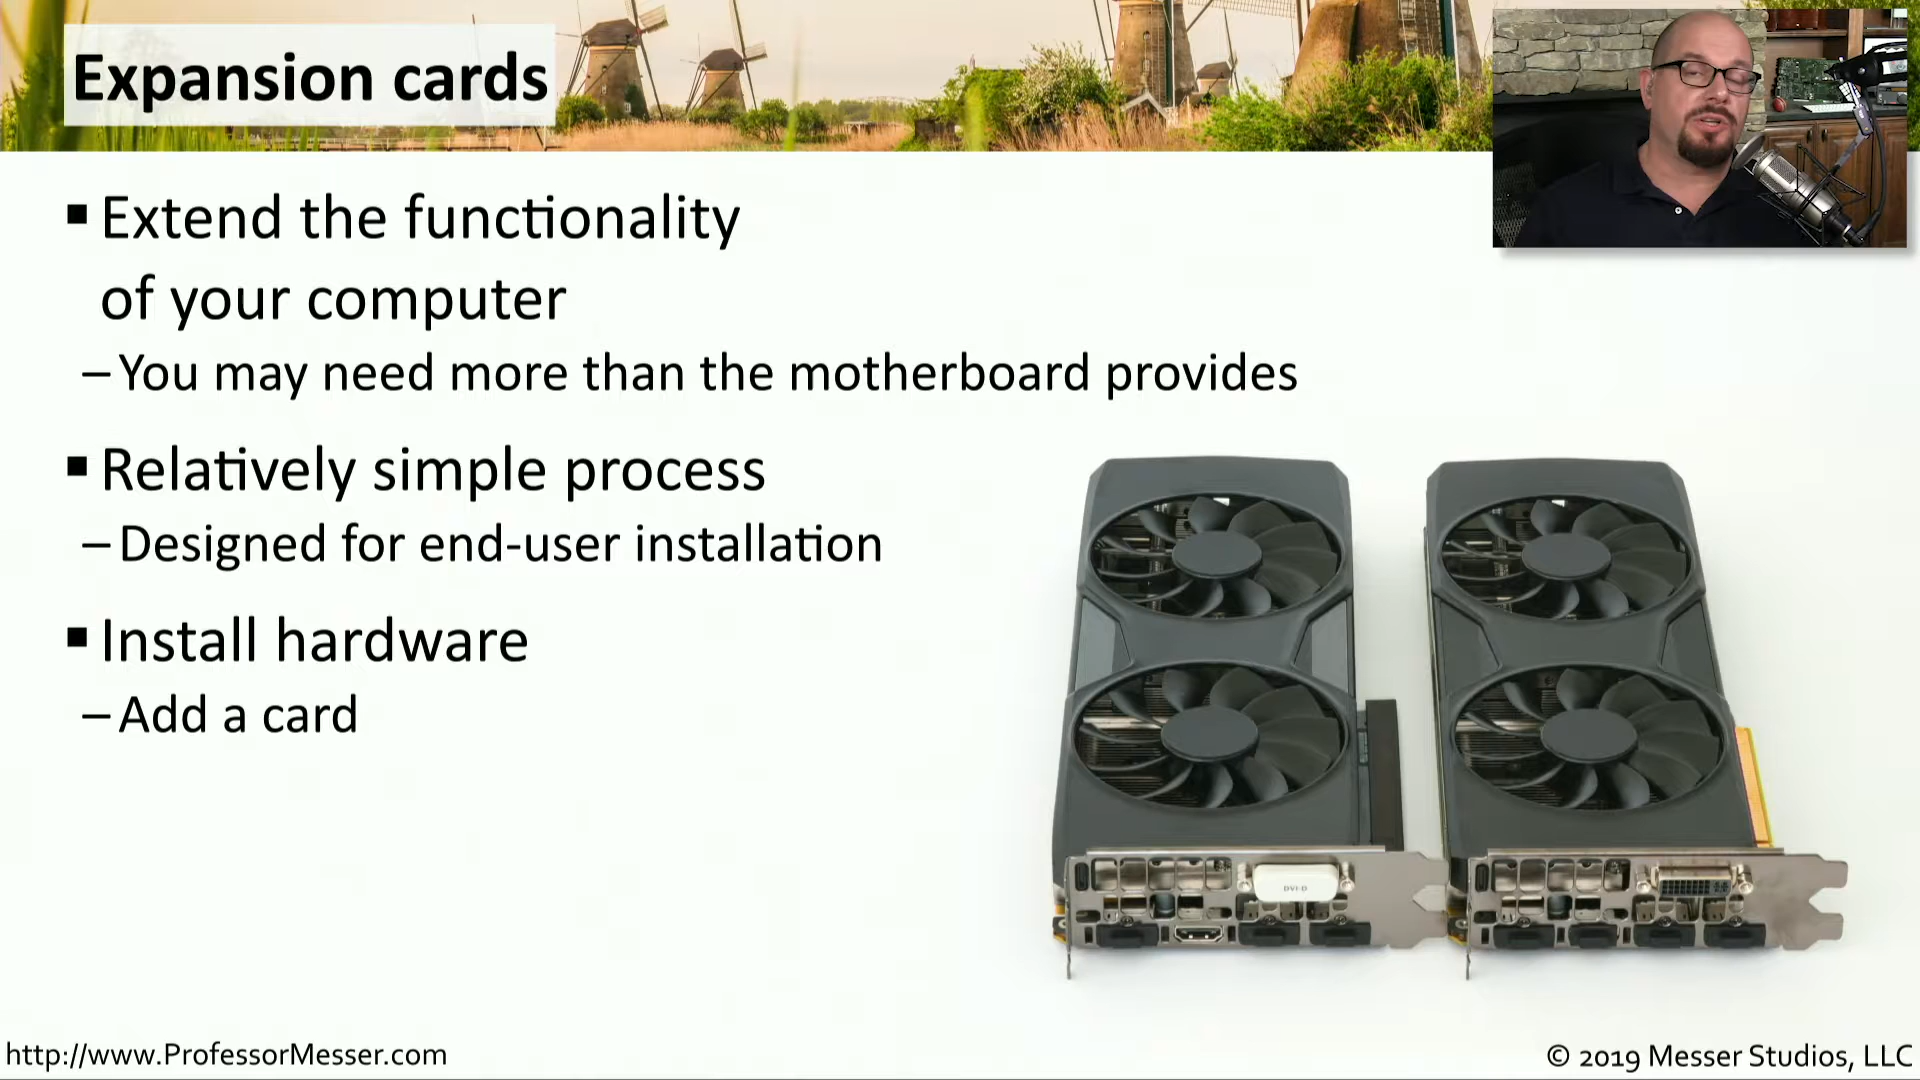 Expansion cards
▪ Extend the functionality
of your computer
– You may need more than the motherboard provides
▪ Relatively simple process
– Designed for end-user installation
▪ Install hardware
– Add a card
DVI-D
http://www.ProfessorMesser.com
© 2019 Messer Studios, LLC